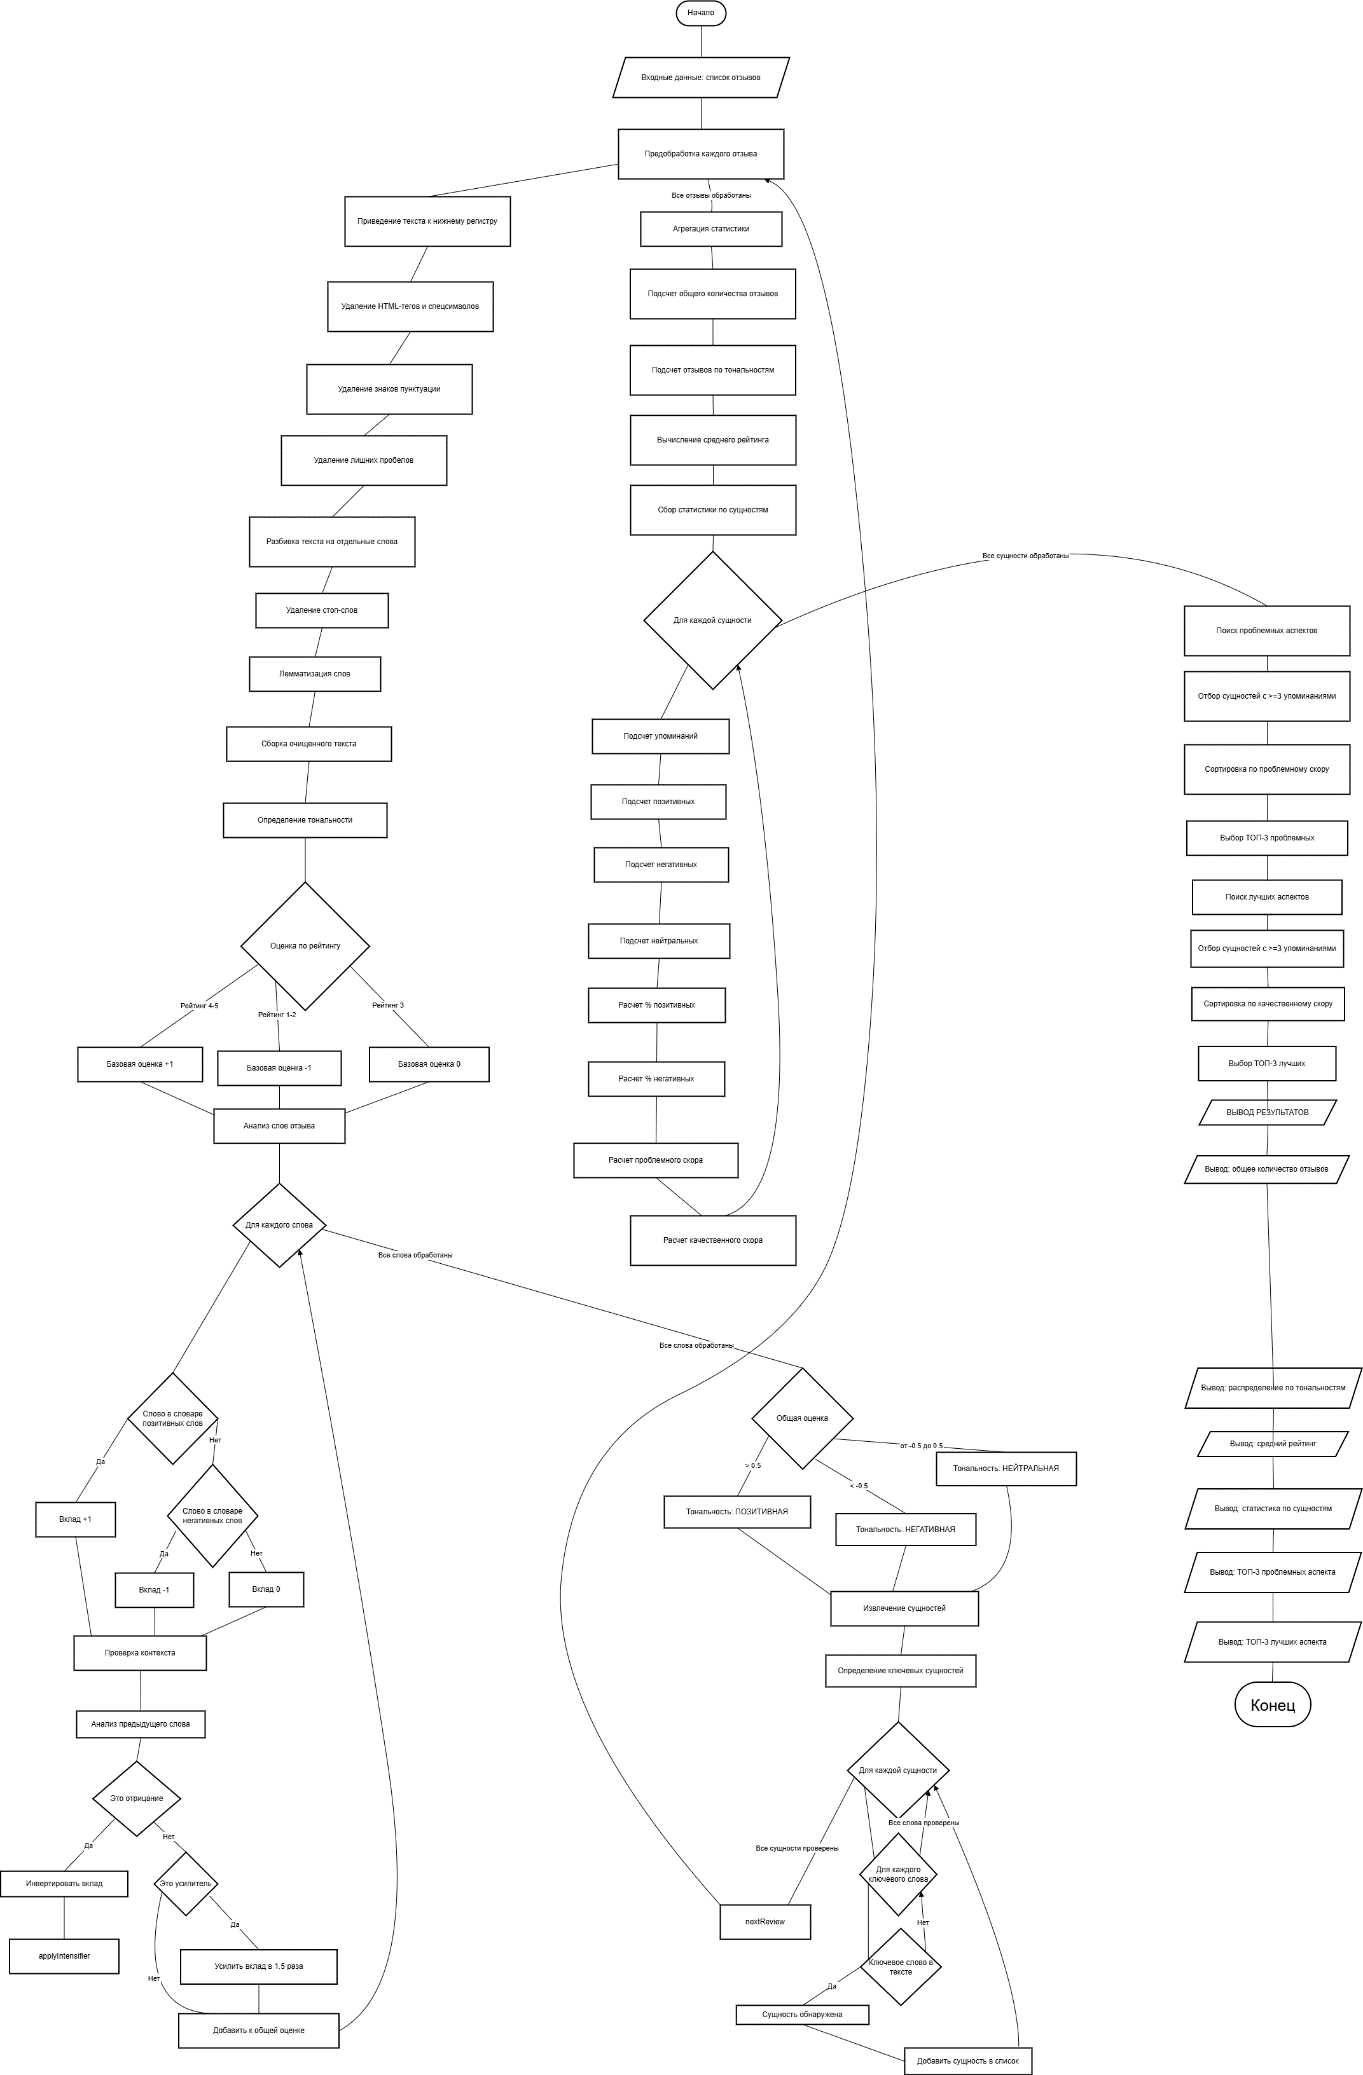 Начало
Входные данные: список отзывов
Предобработка каждого отзыва
Приведение текста к нижнему регистру
Удаление HTML-тегов и спецсимволов
Удаление знаков пунктуации
Удаление лишних пробелов
Разбивка текста на отдельные слова
Удаление стоп-слов
Лемматизация слов
Сборка очищенного текста
Определение тональности
Оценка по рейтингу
Рейтинг 4-5
Рейтинг 1-2
Рейтинг 3
Базовая оценка +1
Базовая оценка -1
Базовая оценка 0
Анализ слов отзыва
Для каждого слова
Все слова обработаны
Слово в словаре
позитивных слов
Да
Нет
Вклад +1
Слово в словаре
негативных слов
Да
Нет
Вклад -1
Вклад 0
Проверка контекста
Анализ предыдущего слова
Это отрицание
Да
Нет
Инвертировать вклад
applyIntensifier
Это усилитель
Да
Нет
Усилить вклад в 1.5 раза
Добавить к общей оценке
Все отзывы обработаны
Агрегация статистики
Подсчет общего количества отзывов
Подсчет отзывов по тональностям
Вычисление среднего рейтинга
Сбор статистики по сущностям
Для каждой сущности
Подсчет упоминаний
Подсчет позитивных
Подсчет негативных
Подсчет нейтральных
Расчет % позитивных
Расчет % негативных
Расчет проблемного скора
Расчет качественного скора
Все слова обработаны
Общая оценка
> 0.5
< -0.5
от -0.5 до 0.5
Тональность: ПОЗИТИВНАЯ
Тональность: НЕГАТИВНАЯ
Тональность: НЕЙТРАЛЬНАЯ
Извлечение сущностей
Определение ключевых сущностей
Для каждой сущности
Все слова проверены
Все сущности проверены
Для каждого
ключевого слова
nextReview
Нет
Ключевое слово в
тексте
Да
Сущность обнаружена
Добавить сущность в список
Все сущности обработаны
Поиск проблемных аспектов
Отбор сущностей с >=3 упоминаниями
Сортировка по проблемному скору
Выбор ТОП-3 проблемных
Поиск лучших аспектов
Отбор сущностей с >=3 упоминаниями
Сортировка по качественному скору
Выбор ТОП-3 лучших
ВЫВОД РЕЗУЛЬТАТОВ
Вывод: общее количество отзывов
Вывод: распределение по тональностям
Вывод: средний рейтинг
Вывод: статистика по сущностям
Вывод: ТОП-3 проблемных аспекта
Вывод: ТОП-3 лучших аспекта
Конец